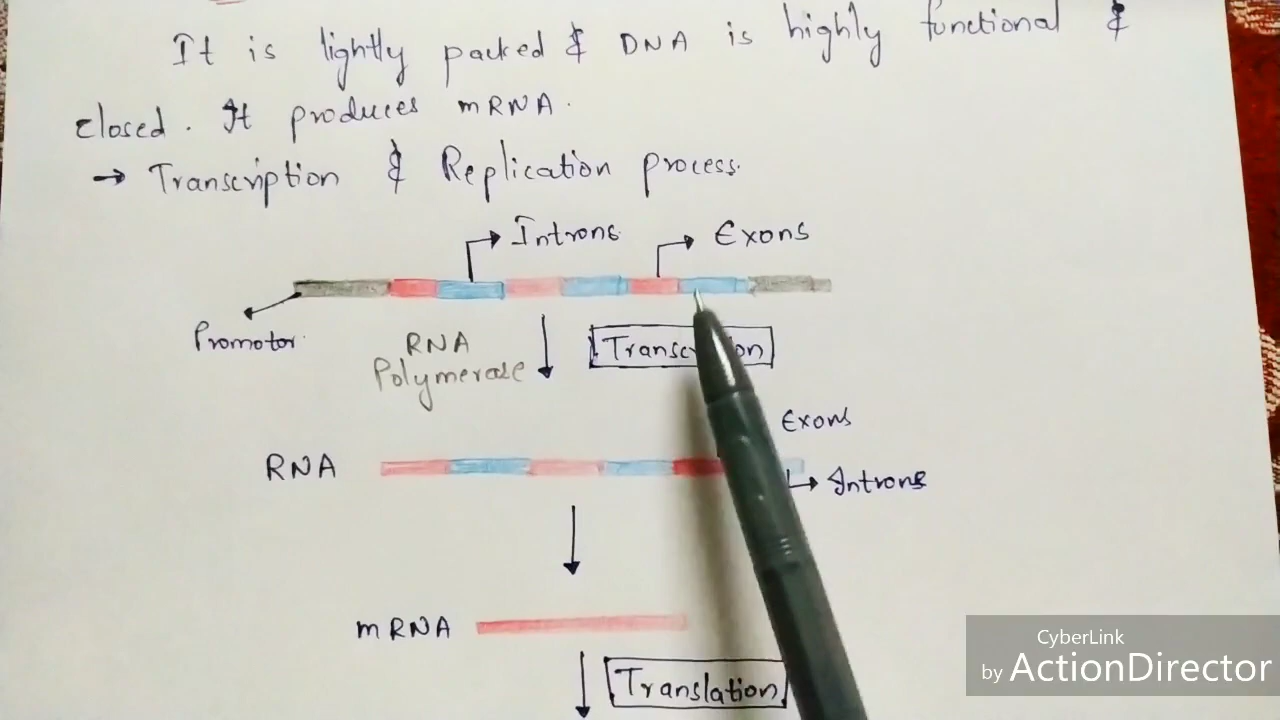 It is lightly packed & DNA is highly functional &
closed. It produces mRNA.
→ Transcription & Replication process.
Introns
Exons
Promotor
RNA
Polymerase
Exons
RNA
Introns
mRNA
Translation
CyberLink
by ActionDirector